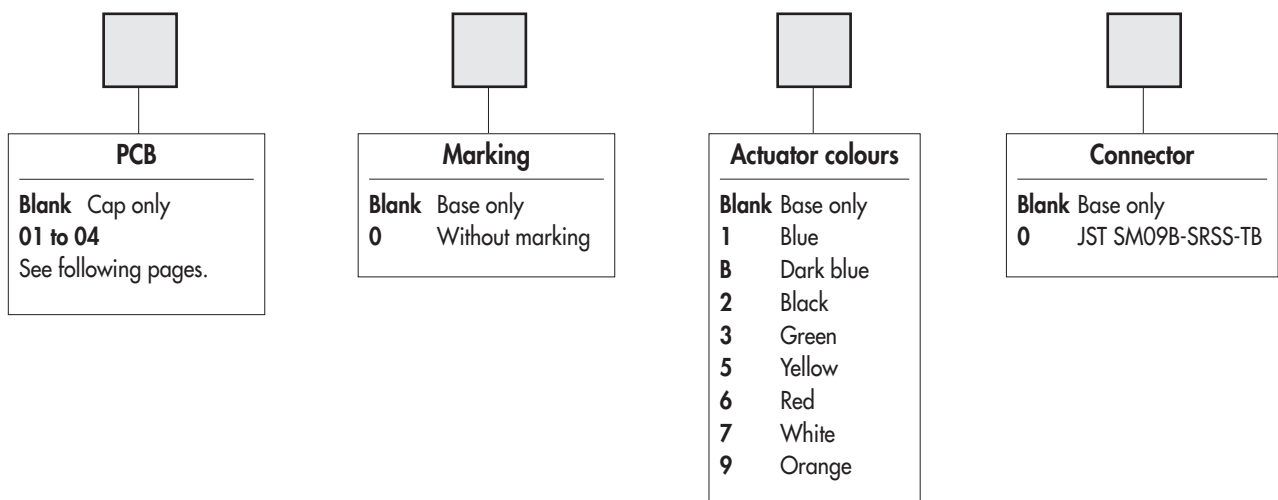 PCB
Blank Cap only
01 to 04
See following pages.
Marking
Blank Base only
0 Without marking
Actuator colours
Blank Base only
1 Blue
B Dark blue
2 Black
3 Green
5 Yellow
6 Red
7 White
9 Orange
Connector
Blank Base only
0 JST SM09B-SRSS-TB